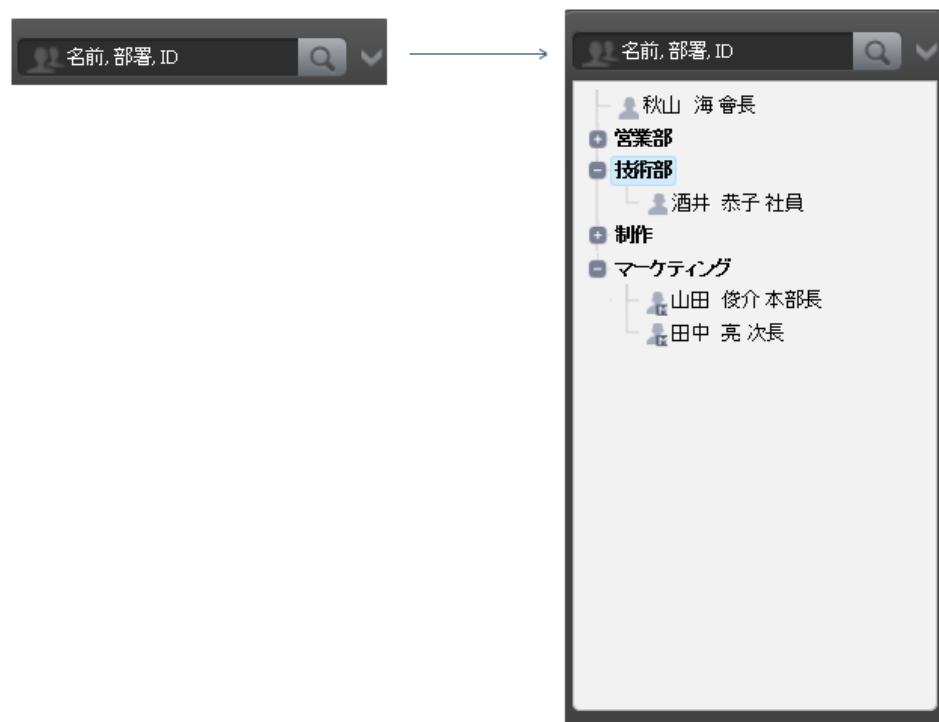 名前, 部署, ID
名前, 部署, ID
秋山 海 會長
営業部
技術部
酒井 恭子 社員
制作
マーケティング
山田 俊介 本部長
田中 亮 次長